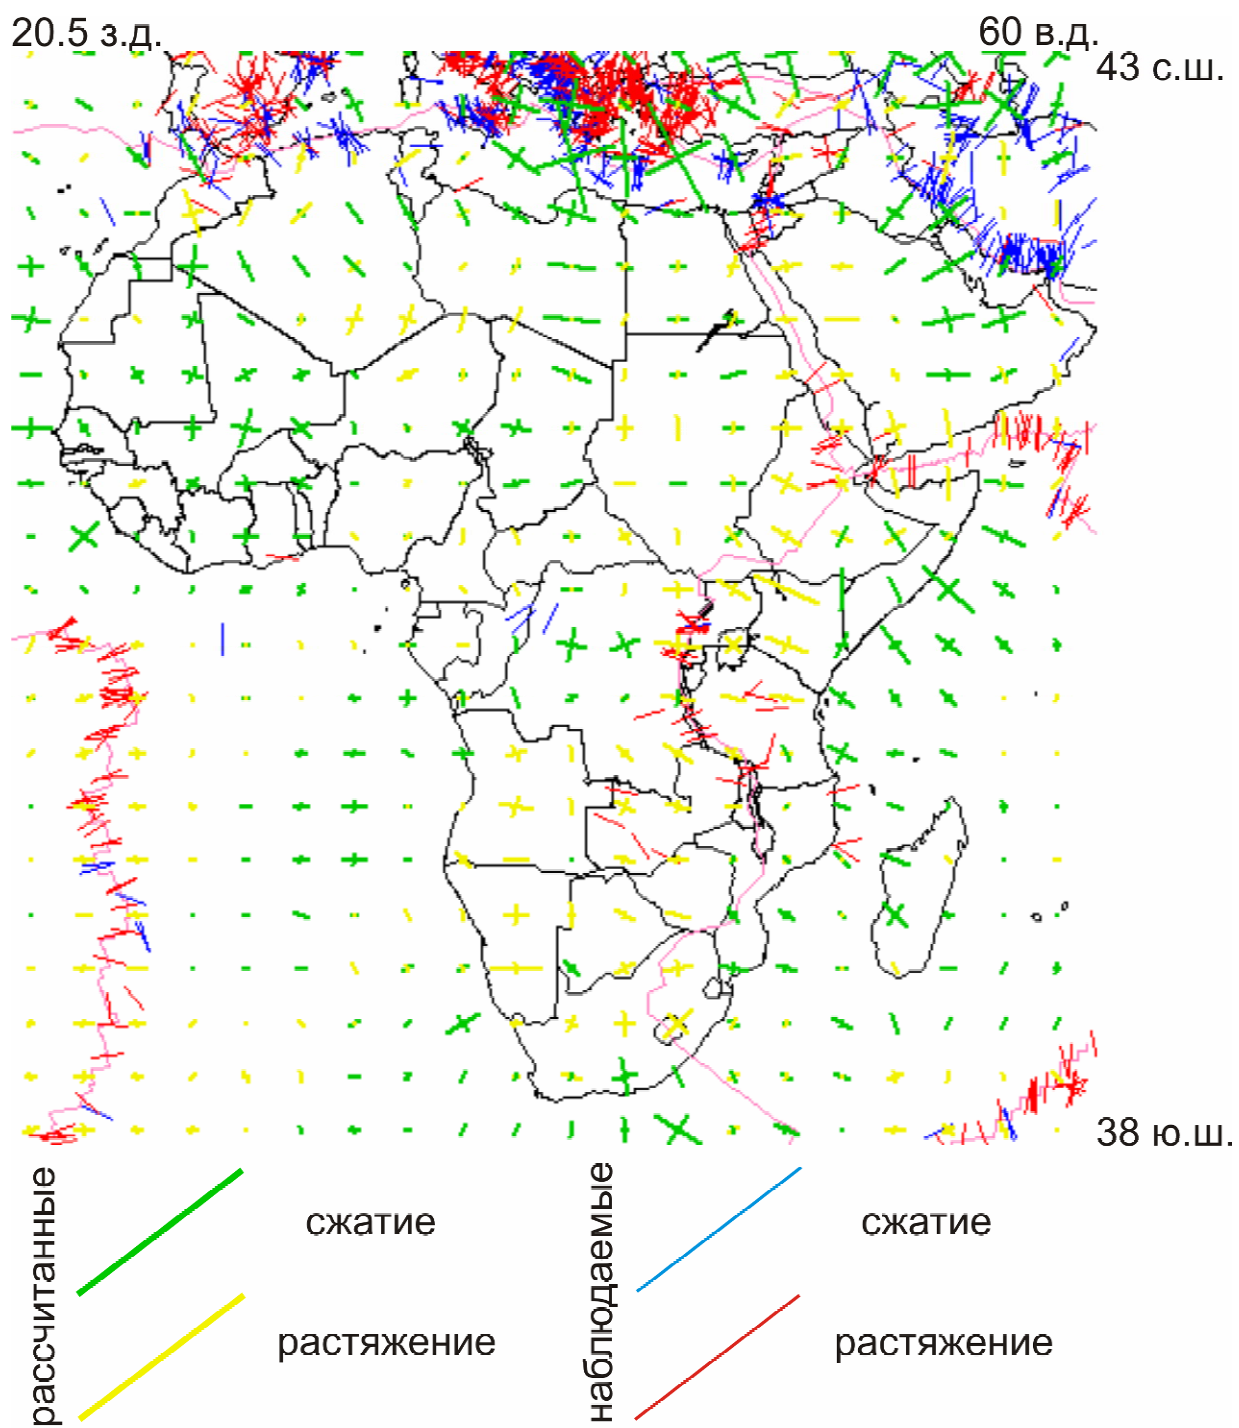 20.5 з.д.
60 в.д.
43 с.ш.
38 ю.ш.
рассчитанные
сжатие
растяжение
наблюдаемые
сжатие
растяжение